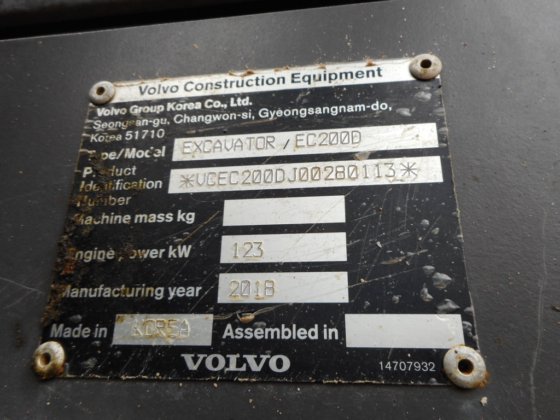 Volvo Construction Equipment
Volvo Group Korea Co., Ltd.
Seongsan-gu, Changwon-si, Gyeongsangnam-do,
Korea 51710
Type/Model EXCAVATOR / EC200D
Product
Identification *VCEC200DJ00280113*
Number
Machine mass kg
Engine power kW 123
Manufacturing year 2018
Made in KOREA Assembled in
VOLVO 14707932